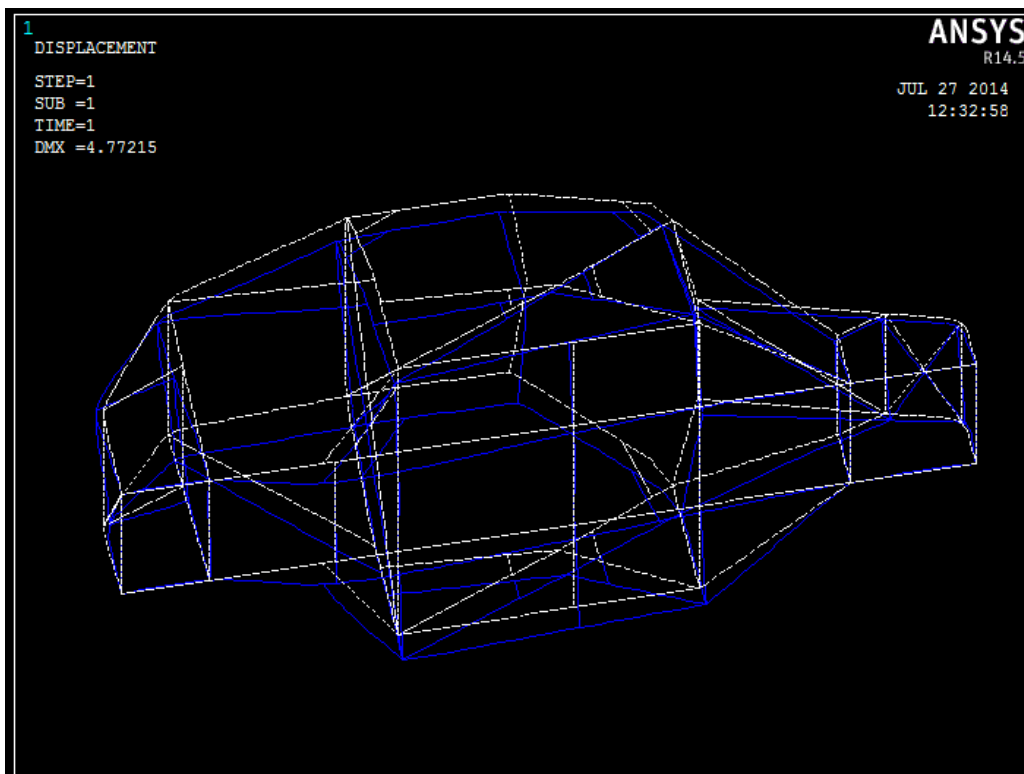 1
DISPLACEMENT
STEP=1
SUB =1
TIME=1
DMX =4.77215
ANSYS
R14.5
JUL 27 2014
12:32:58